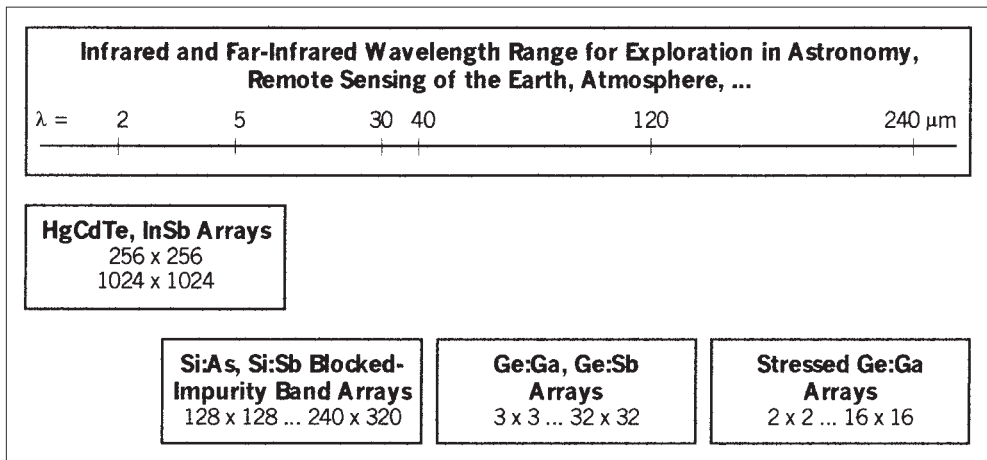 Infrared and Far-Infrared Wavelength Range for Exploration in Astronomy,
Remote Sensing of the Earth, Atmosphere, ...
λ = 2 5 30 40 120 240 μm
HgCdTe, InSb Arrays
256 x 256
1024 x 1024
Si:As, Si:Sb Blocked-
Impurity Band Arrays
128 x 128 ... 240 x 320
Ge:Ga, Ge:Sb
Arrays
3 x 3 ... 32 x 32
Stressed Ge:Ga
Arrays
2 x 2 ... 16 x 16